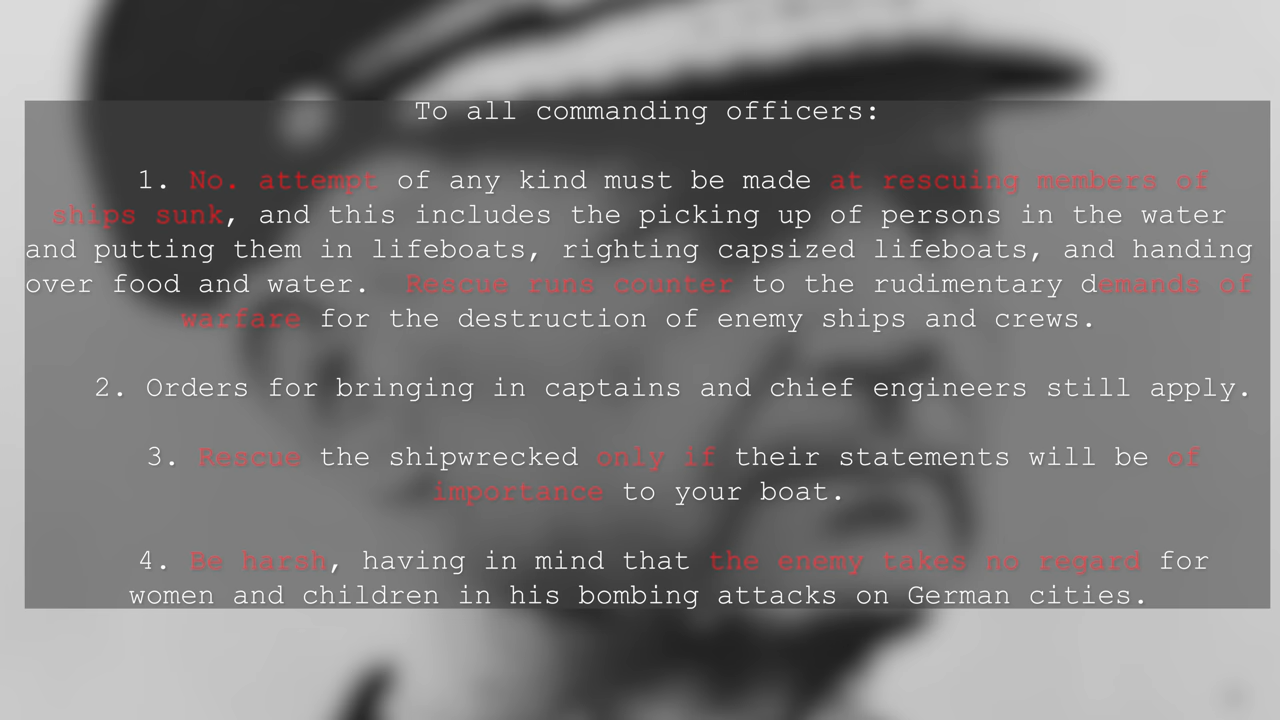 To all commanding officers:
1. No. attempt of any kind must be made at rescuing members of
ships sunk, and this includes the picking up of persons in the water
and putting them in lifeboats, righting capsized lifeboats, and handing
over food and water. Rescue runs counter to the rudimentary demands of
warfare for the destruction of enemy ships and crews.
2. Orders for bringing in captains and chief engineers still apply.
3. Rescue the shipwrecked only if their statements will be of
importance to your boat.
4. Be harsh, having in mind that the enemy takes no regard for
women and children in his bombing attacks on German cities.